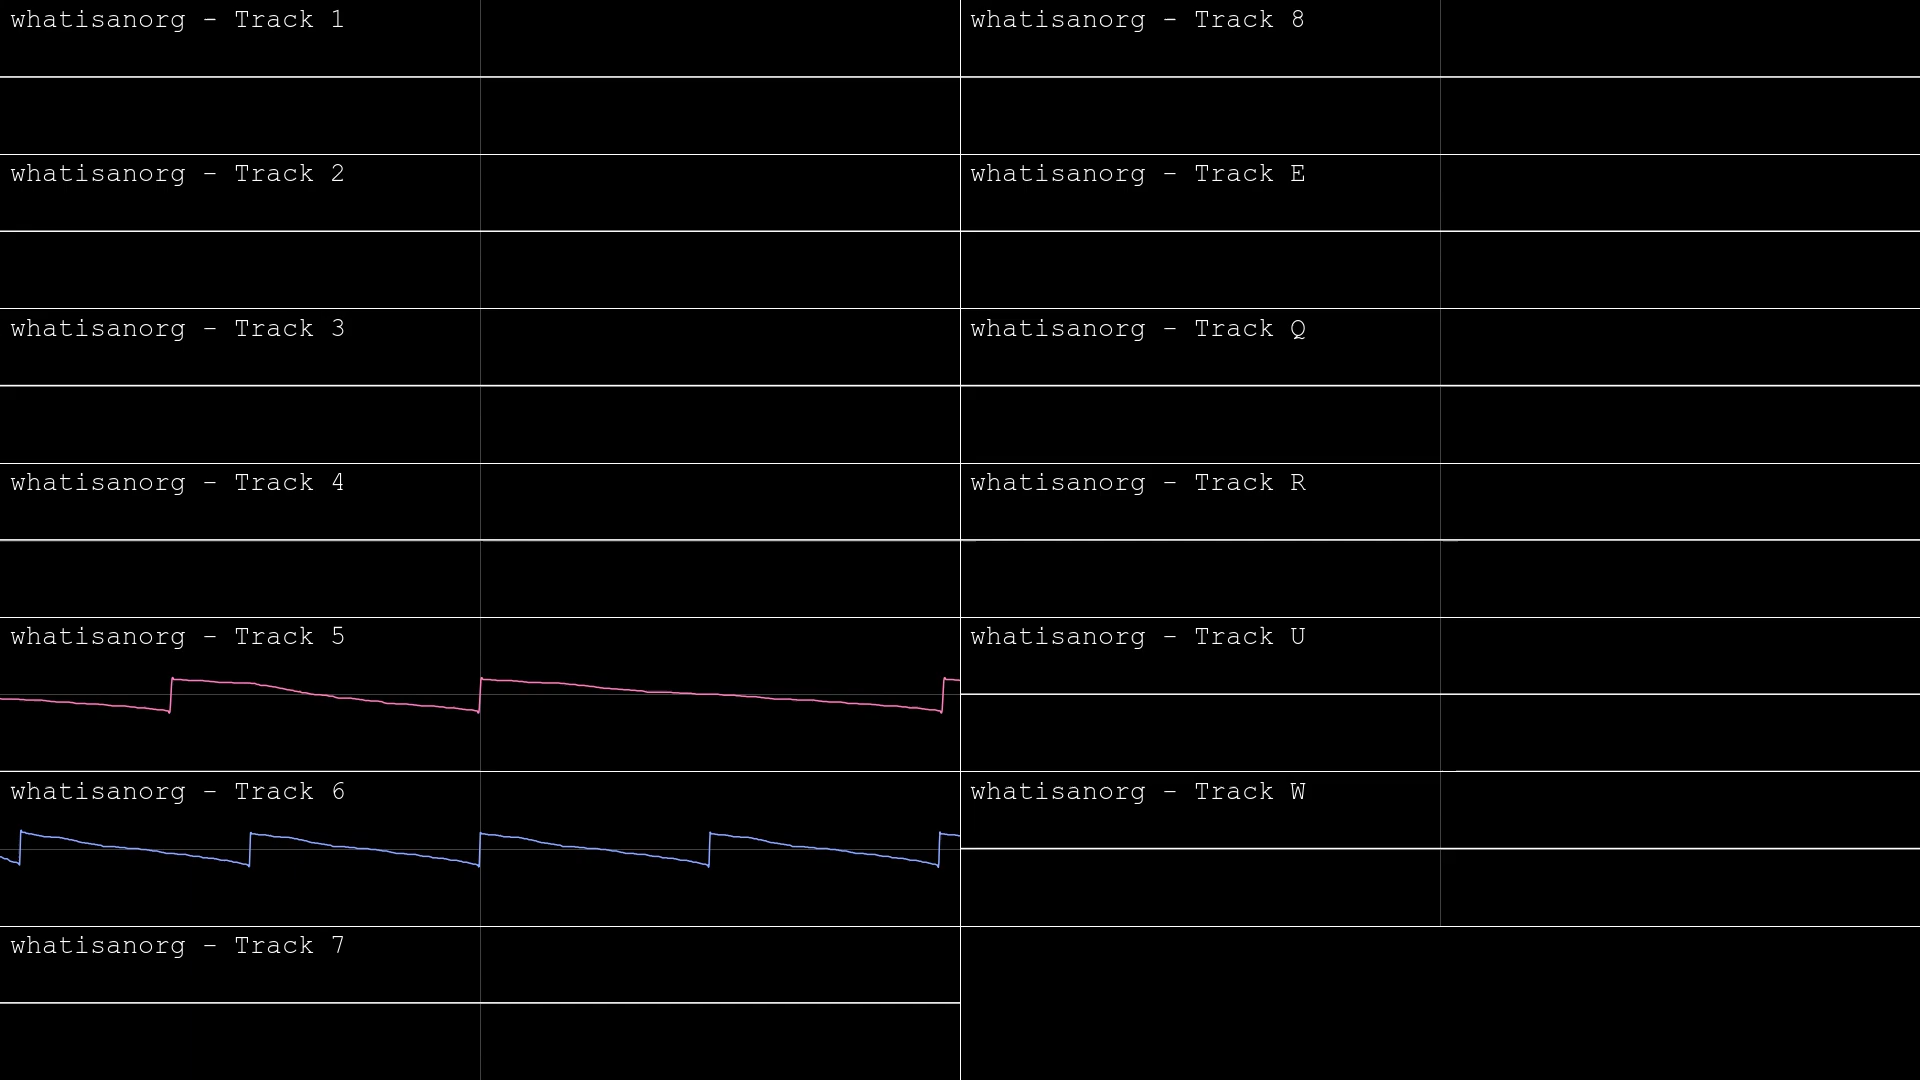 whatisanorg - Track 1
whatisanorg - Track 2
whatisanorg - Track 3
whatisanorg - Track 4
whatisanorg - Track 5
whatisanorg - Track 6
whatisanorg - Track 7
whatisanorg - Track 8
whatisanorg - Track E
whatisanorg - Track Q
whatisanorg - Track R
whatisanorg - Track U
whatisanorg - Track W